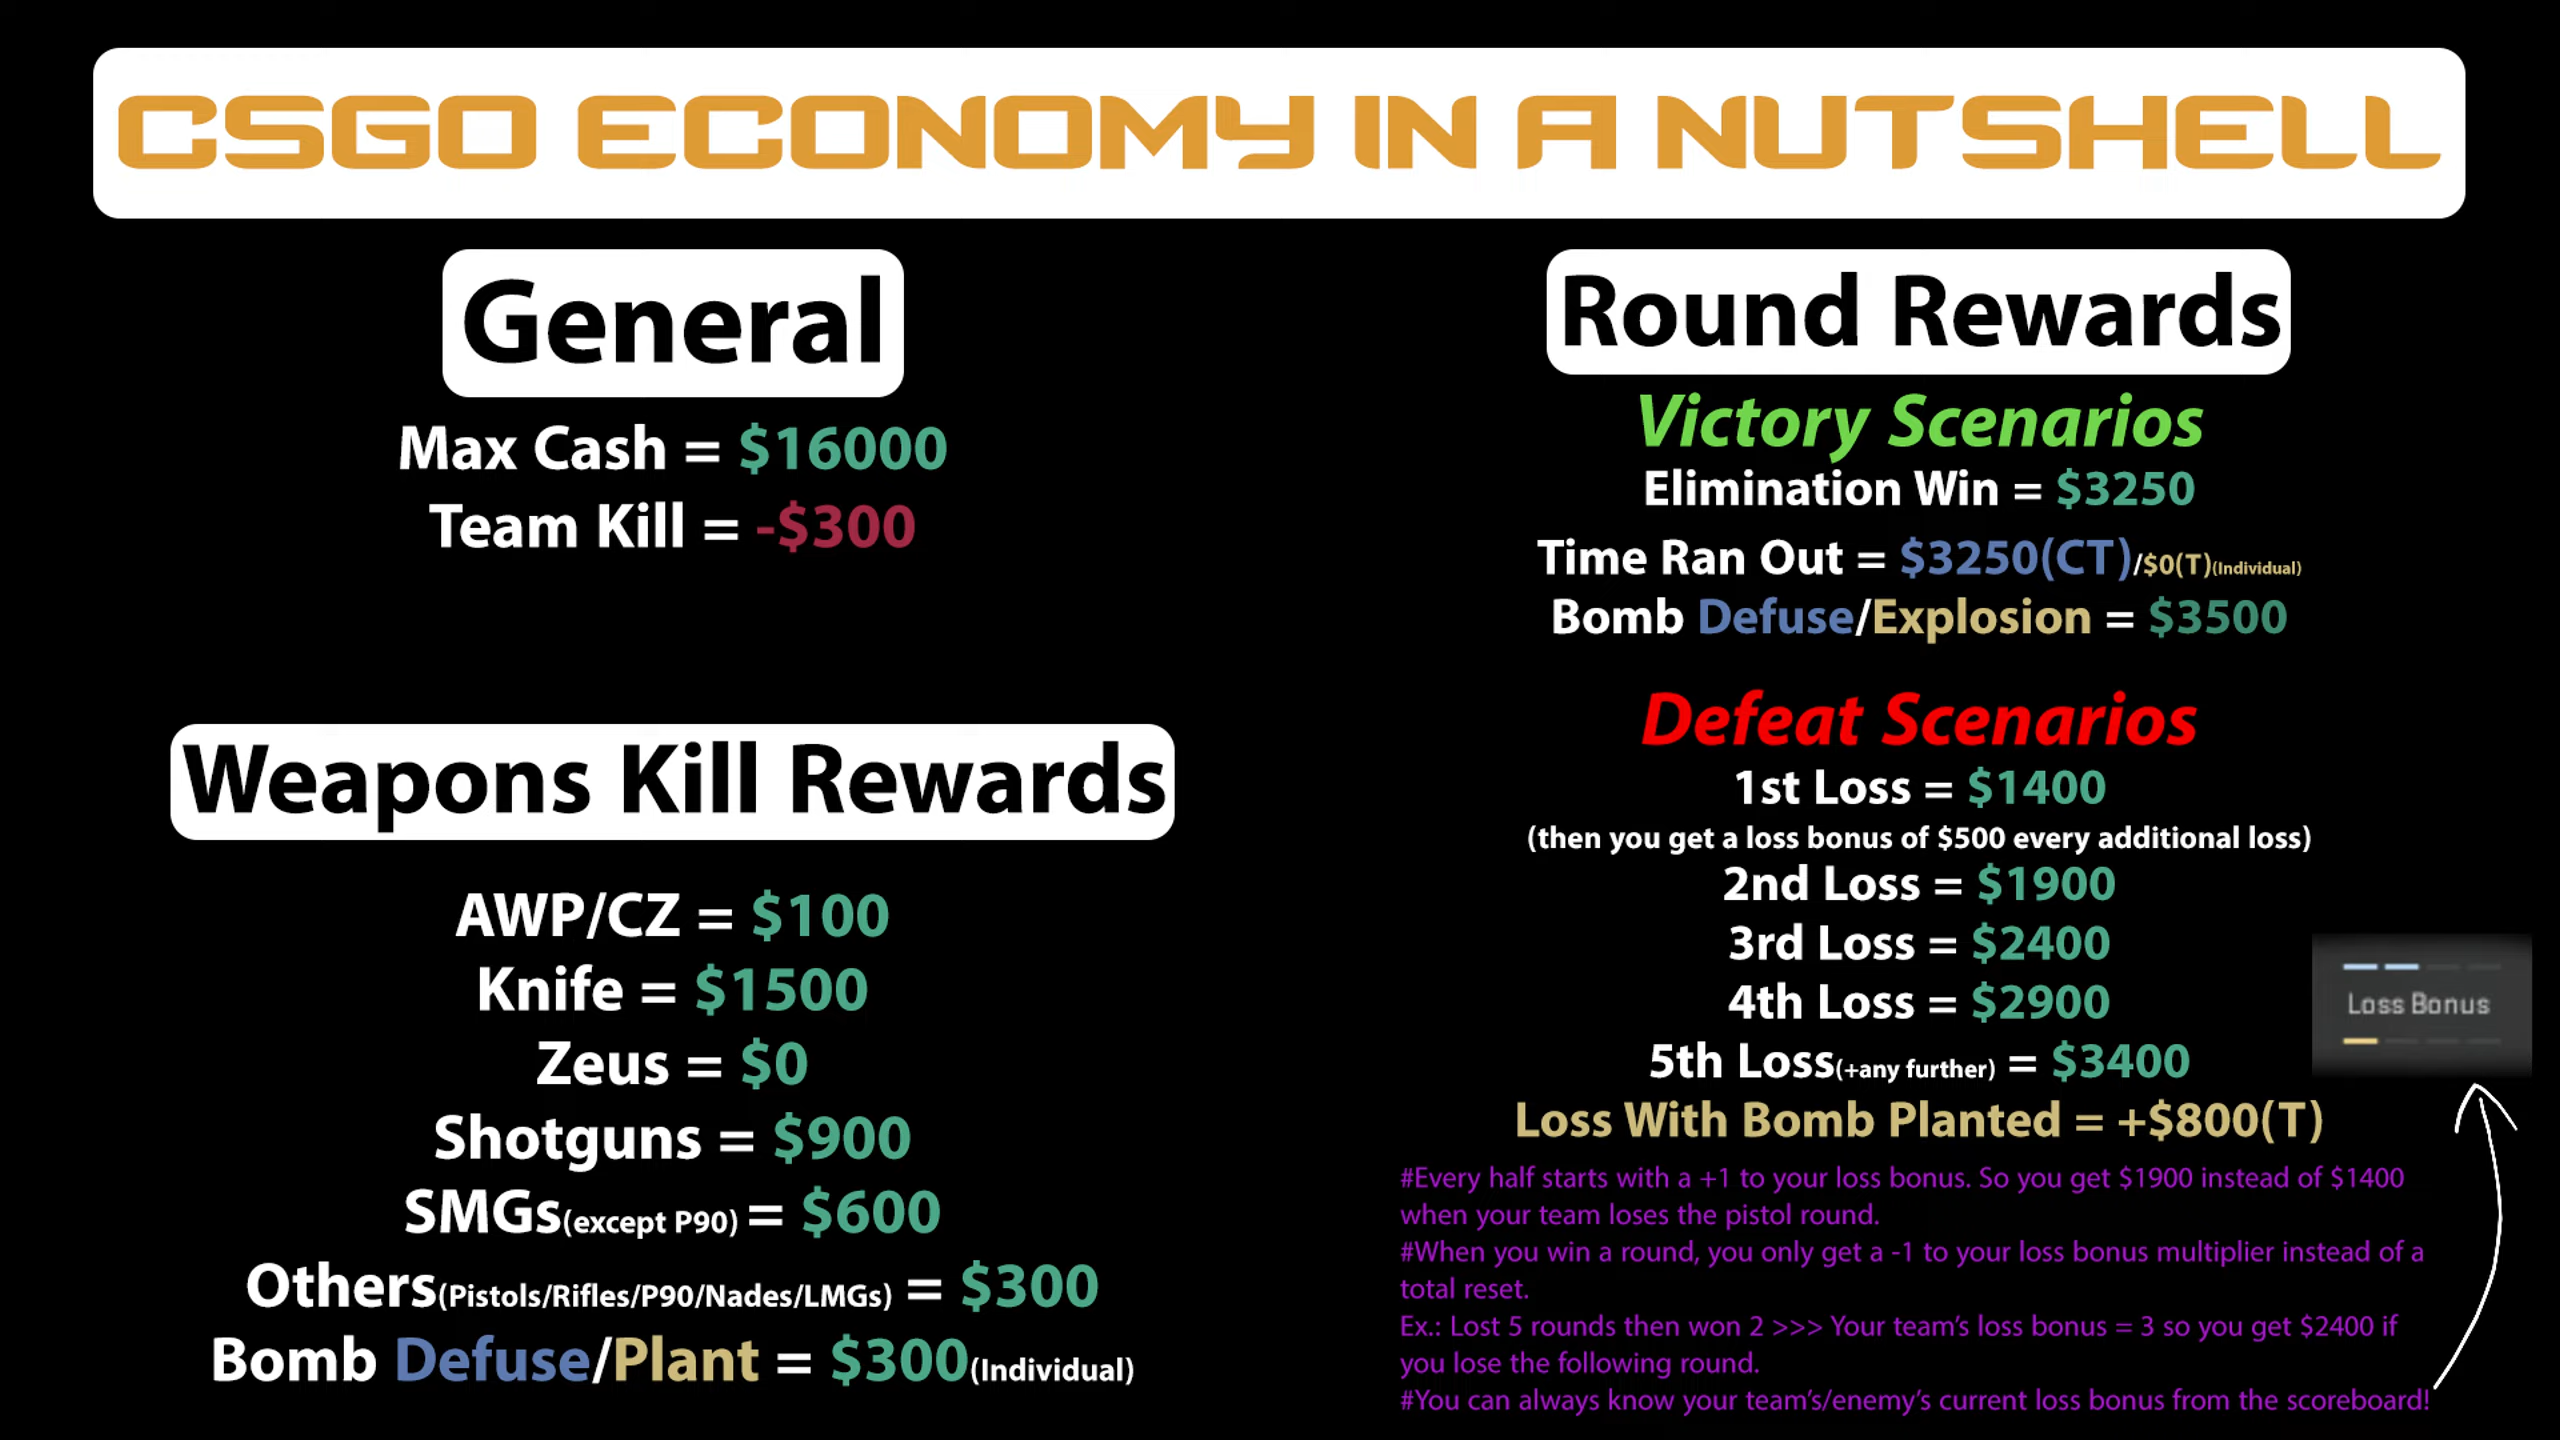 CSGO ECONOMY IN A NUTSHELL
General
Max Cash = $16000
Team Kill = -$300
Weapons Kill Rewards
AWP/CZ = $100
Knife = $1500
Zeus = $0
Shotguns = $900
SMGs(except P90) = $600
Others(Pistols/Rifles/P90/Nades/LMGs) = $300
Bomb Defuse/Plant = $300(Individual)
Round Rewards
Victory Scenarios
Elimination Win = $3250
Time Ran Out = $3250(CT)/$0(T)(Individual)
Bomb Defuse/Explosion = $3500
Defeat Scenarios
1st Loss = $1400
(then you get a loss bonus of $500 every additional loss)
2nd Loss = $1900
3rd Loss = $2400
4th Loss = $2900
5th Loss(+any further) = $3400
Loss With Bomb Planted = +$800(T)
Loss Bonus
#Every half starts with a +1 to your loss bonus. So you get $1900 instead of $1400
when your team loses the pistol round.
#When you win a round, you only get a -1 to your loss bonus multiplier instead of a
total reset.
Ex.: Lost 5 rounds then won 2 >>> Your team's loss bonus = 3 so you get $2400 if
you lose the following round.
#You can always know your team's/enemy's current loss bonus from the scoreboard!